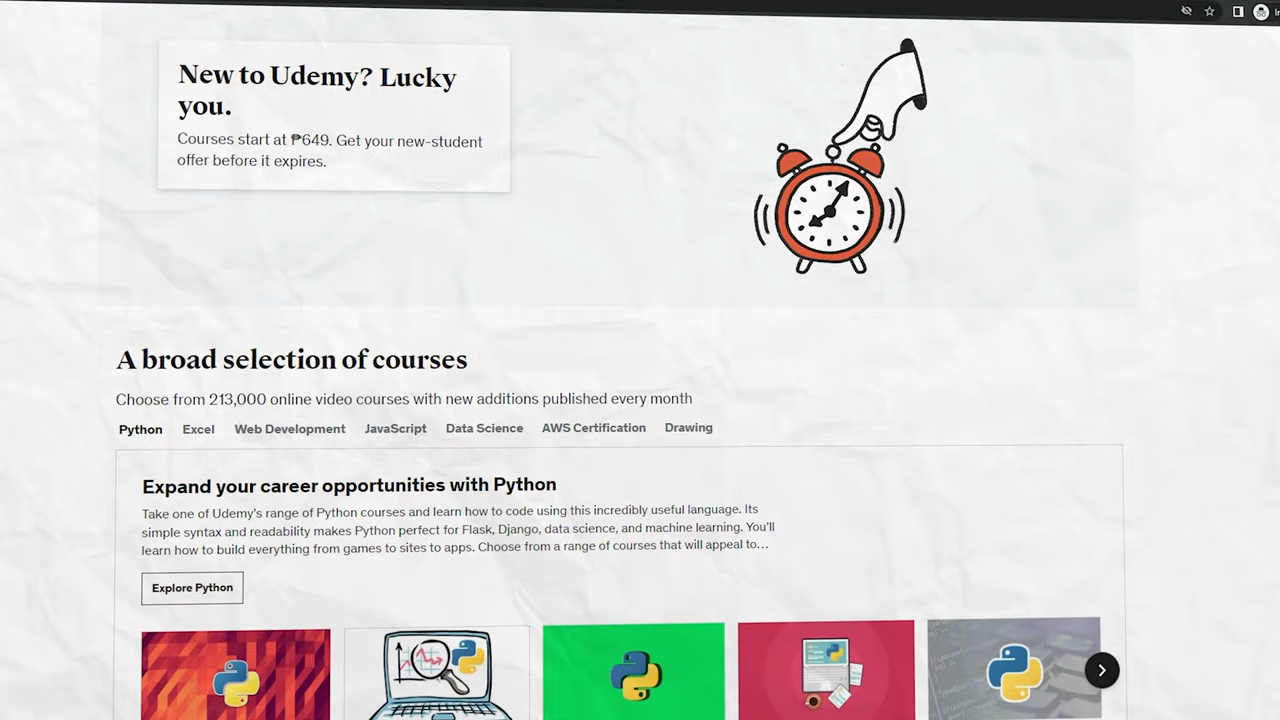 New to Udemy? Lucky
you.
Courses start at ₱649. Get your new-student
offer before it expires.
A broad selection of courses
Choose from 213,000 online video courses with new additions published every month
Python Excel Web Development JavaScript Data Science AWS Certification Drawing
Expand your career opportunities with Python
Take one of Udemy's range of Python courses and learn how to code using this incredibly useful language. Its
simple syntax and readability makes Python perfect for Flask, Django, data science, and machine learning. You'll
learn how to build everything from games to sites to apps. Choose from a range of courses that will appeal to...
Explore Python